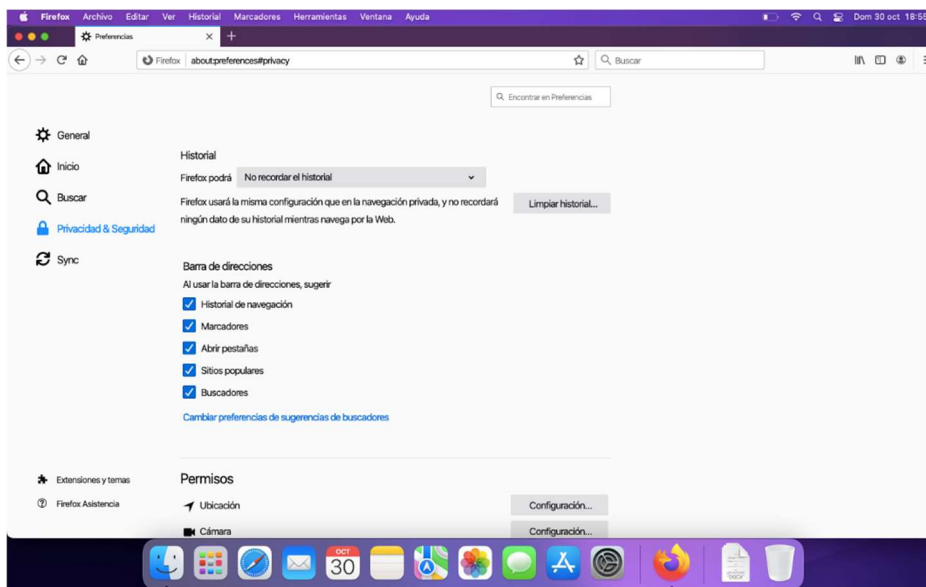 Firefox Archivo Editar Ver Historial Marcadores Herramientas Ventana Ayuda Dom 30 oct 18:55
Preferencias
Firefox about:preferences#privacy Buscar
Encontrar en Preferencias
General
Inicio
Buscar
Privacidad & Seguridad
Sync
Extensiones y temas
Firefox Asistencia
Historial
Firefox podrá No recordar el historial
Firefox usará la misma configuración que en la navegación privada, y no recordará
ningún dato de su historial mientras navega por la Web.
Limpiar historial...
Barra de direcciones
Al usar la barra de direcciones, sugerir
Historial de navegación
Marcadores
Abrir pestañas
Sitios populares
Buscadores
Cambiar preferencias de sugerencias de buscadores
Permisos
Ubicación Configuración...
Cámara Configuración...
OCT
30
DOCX